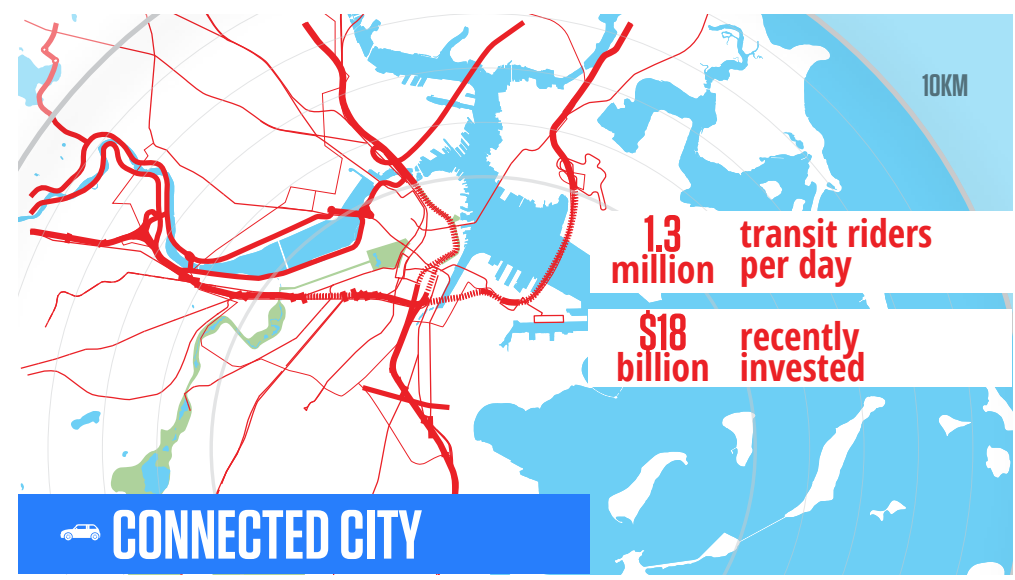 10KM
1.3 million transit riders per day
$18 billion recently invested
CONNECTED CITY